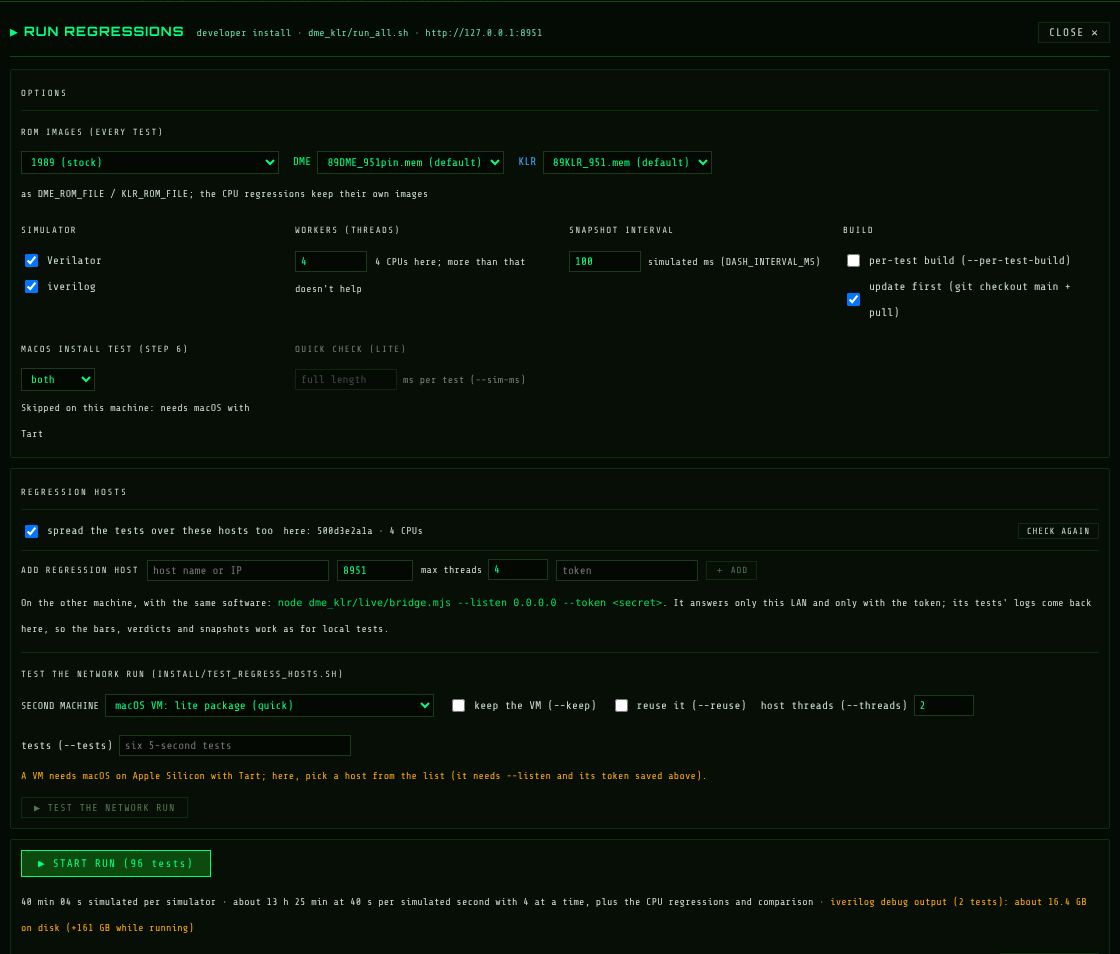 ▶ RUN REGRESSIONS developer install · dme_klr/run_all.sh · http://127.0.0.1:8951 CLOSE ×
OPTIONS
ROM IMAGES (EVERY TEST)
1989 (stock) DME 89DME_951pin.mem (default) KLR 89KLR_951.mem (default)
as DME_ROM_FILE / KLR_ROM_FILE; the CPU regressions keep their own images
SIMULATOR WORKERS (THREADS) SNAPSHOT INTERVAL BUILD
Verilator 4 4 CPUs here; more than that 100 simulated ms (DASH_INTERVAL_MS) per-test build (--per-test-build)
iverilog doesn't help update first (git checkout main +
pull)
MACOS INSTALL TEST (STEP 6) QUICK CHECK (LITE)
both full length ms per test (--sim-ms)
Skipped on this machine: needs macOS with
Tart
REGRESSION HOSTS
spread the tests over these hosts too here: 500d3e2a1a · 4 CPUs CHECK AGAIN
ADD REGRESSION HOST host name or IP 8951 max threads 4 token + ADD
On the other machine, with the same software: node dme_klr/live/bridge.mjs --listen 0.0.0.0 --token <secret>. It answers only this LAN and only with the token; its tests' logs come back
here, so the bars, verdicts and snapshots work as for local tests.
TEST THE NETWORK RUN (INSTALL/TEST_REGRESS_HOSTS.SH)
SECOND MACHINE macOS VM: lite package (quick) keep the VM (--keep) reuse it (--reuse) host threads (--threads) 2
tests (--tests) six 5-second tests
A VM needs macOS on Apple Silicon with Tart; here, pick a host from the list (it needs --listen and its token saved above).
▶ TEST THE NETWORK RUN
▶ START RUN (96 tests)
40 min 04 s simulated per simulator · about 13 h 25 min at 40 s per simulated second with 4 at a time, plus the CPU regressions and comparison · iverilog debug output (2 tests): about 16.4 GB
on disk (+161 GB while running)